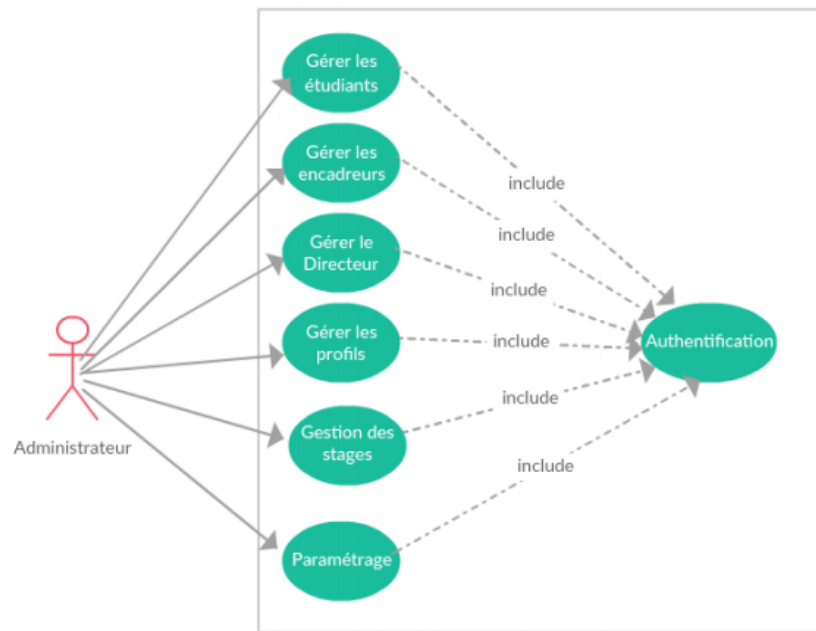 Gérer les
étudiants
Gérer les
encadreurs
include
include
Gérer le
Directeur
include
Gérer les
profils
include
Authentification
include
Gestion des
stages
Administrateur
include
Paramétrage